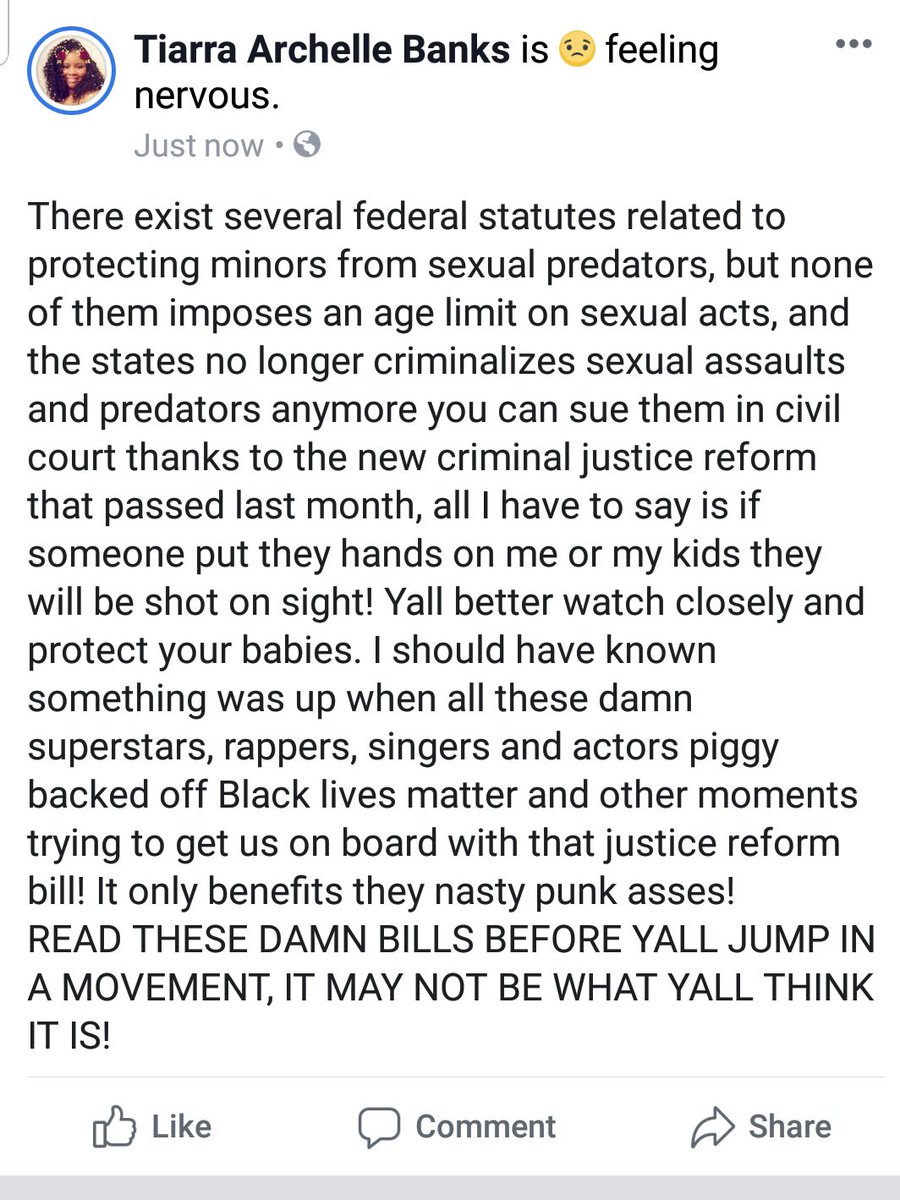 Tiarra Archelle Banks is 😟 feeling
nervous.
Just now •
There exist several federal statutes related to
protecting minors from sexual predators, but none
of them imposes an age limit on sexual acts, and
the states no longer criminalizes sexual assaults
and predators anymore you can sue them in civil
court thanks to the new criminal justice reform
that passed last month, all I have to say is if
someone put they hands on me or my kids they
will be shot on sight! Yall better watch closely and
protect your babies. I should have known
something was up when all these damn
superstars, rappers, singers and actors piggy
backed off Black lives matter and other moments
trying to get us on board with that justice reform
bill! It only benefits they nasty punk asses!
READ THESE DAMN BILLS BEFORE YALL JUMP IN
A MOVEMENT, IT MAY NOT BE WHAT YALL THINK
IT IS!
Like Comment Share